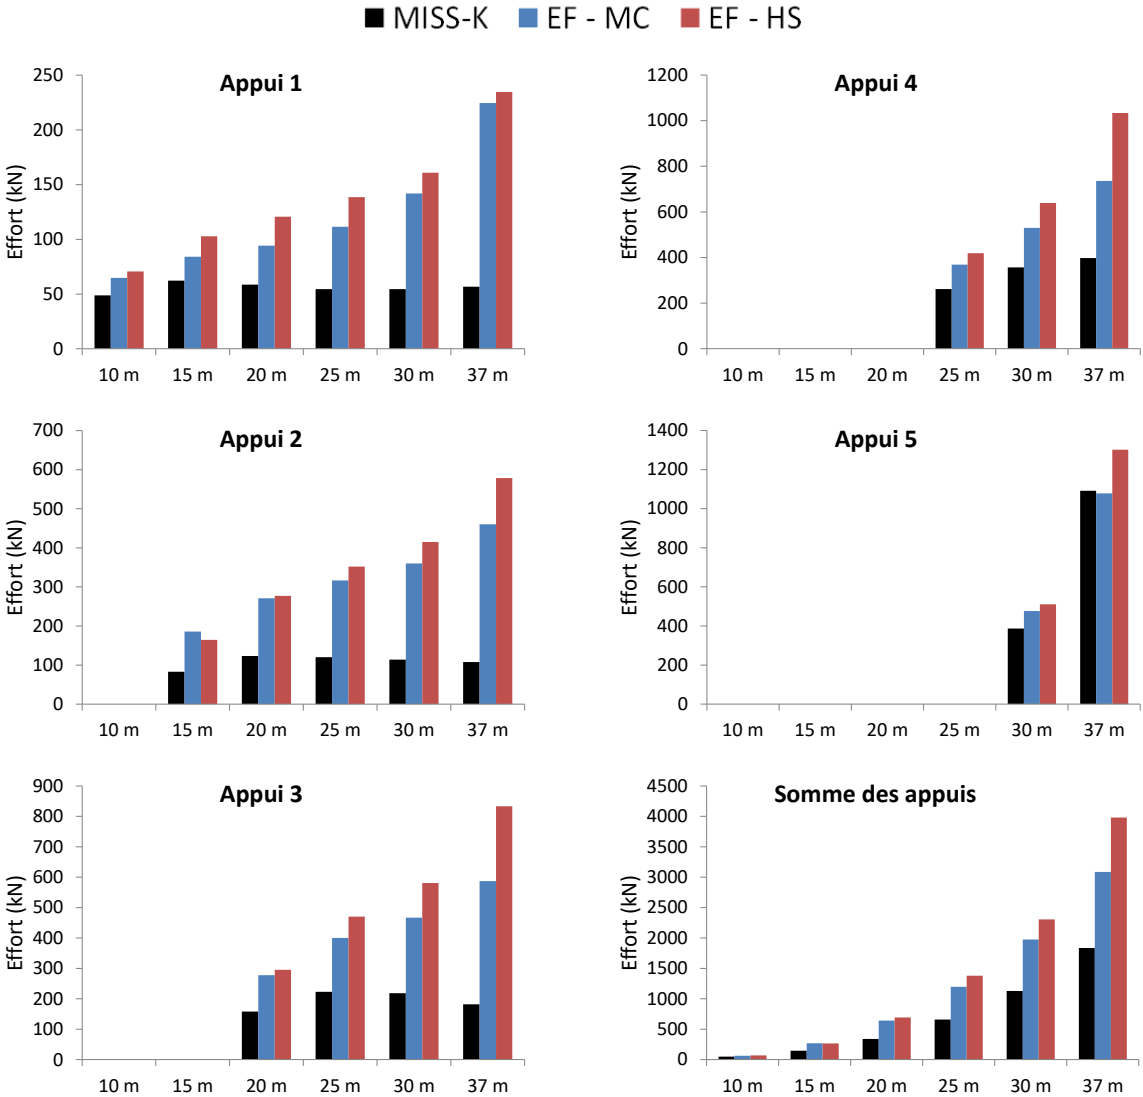 MISS-K EF - MC EF - HS
Appui 1
Effort (kN)
250
200
150
100
50
0
10 m 15 m 20 m 25 m 30 m 37 m
Appui 4
Effort (kN)
1200
1000
800
600
400
200
0
10 m 15 m 20 m 25 m 30 m 37 m
Appui 2
Effort (kN)
700
600
500
400
300
200
100
0
10 m 15 m 20 m 25 m 30 m 37 m
Appui 5
Effort (kN)
1400
1200
1000
800
600
400
200
0
10 m 15 m 20 m 25 m 30 m 37 m
Appui 3
Effort (kN)
900
800
700
600
500
400
300
200
100
0
10 m 15 m 20 m 25 m 30 m 37 m
Somme des appuis
Effort (kN)
4500
4000
3500
3000
2500
2000
1500
1000
500
0
10 m 15 m 20 m 25 m 30 m 37 m